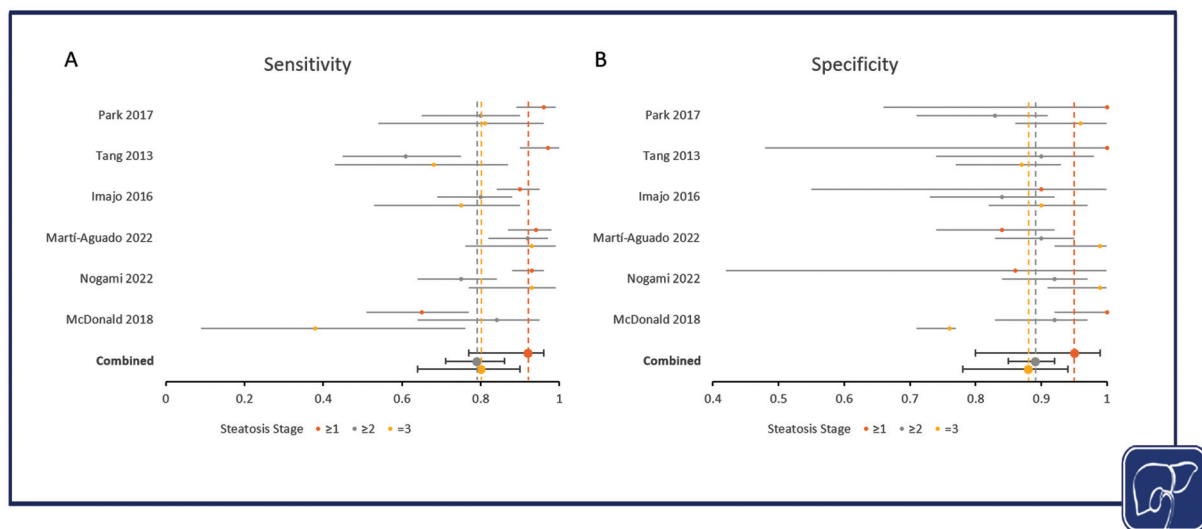 A
Sensitivity
Park 2017
Tang 2013
Imajo 2016
Martí-Aguado 2022
Nogami 2022
McDonald 2018
Combined
0 0.2 0.4 0.6 0.8 1
Steatosis Stage ≥1 ≥2 =3
B
Specificity
Park 2017
Tang 2013
Imajo 2016
Martí-Aguado 2022
Nogami 2022
McDonald 2018
Combined
0.4 0.5 0.6 0.7 0.8 0.9 1
Steatosis Stage ≥1 ≥2 =3